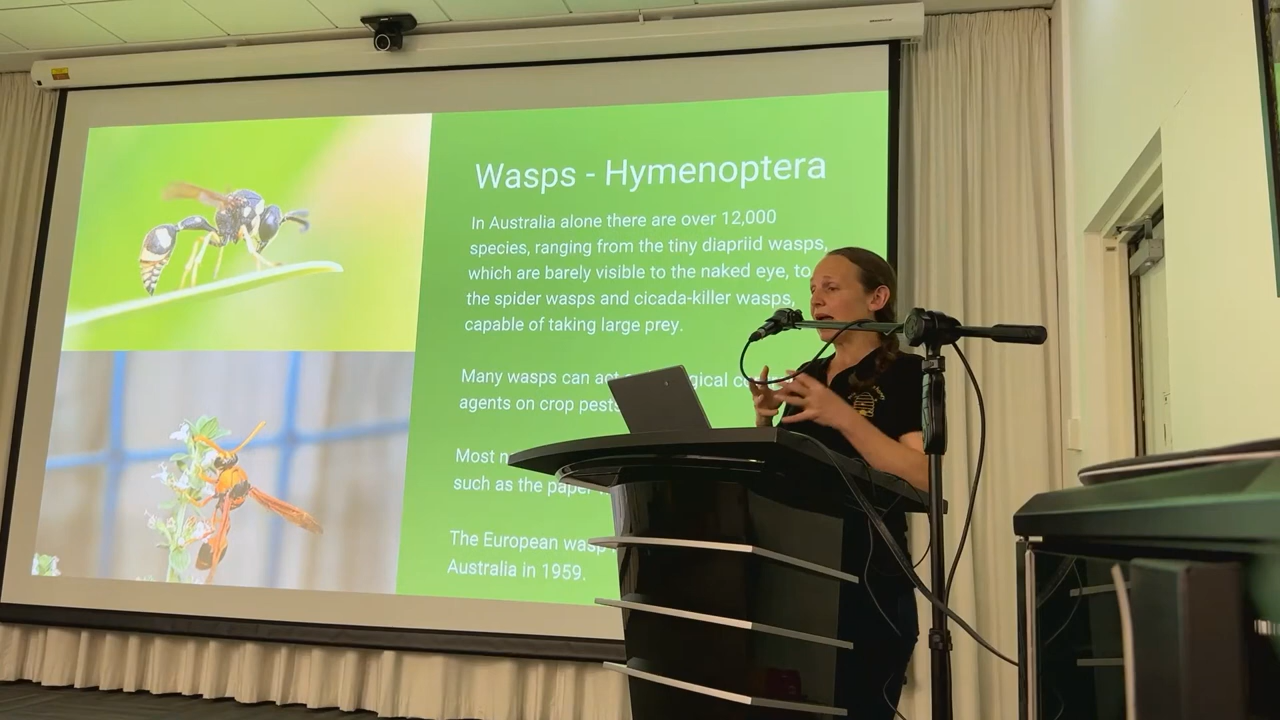 Wasps - Hymenoptera
In Australia alone there are over 12,000
species, ranging from the tiny diapriid wasps,
which are barely visible to the naked eye, to
the spider wasps and cicada-killer wasps,
capable of taking large prey.
Many wasps can act
agents on crop pests
Most
such as the paper
The European wasp
Australia in 1959.